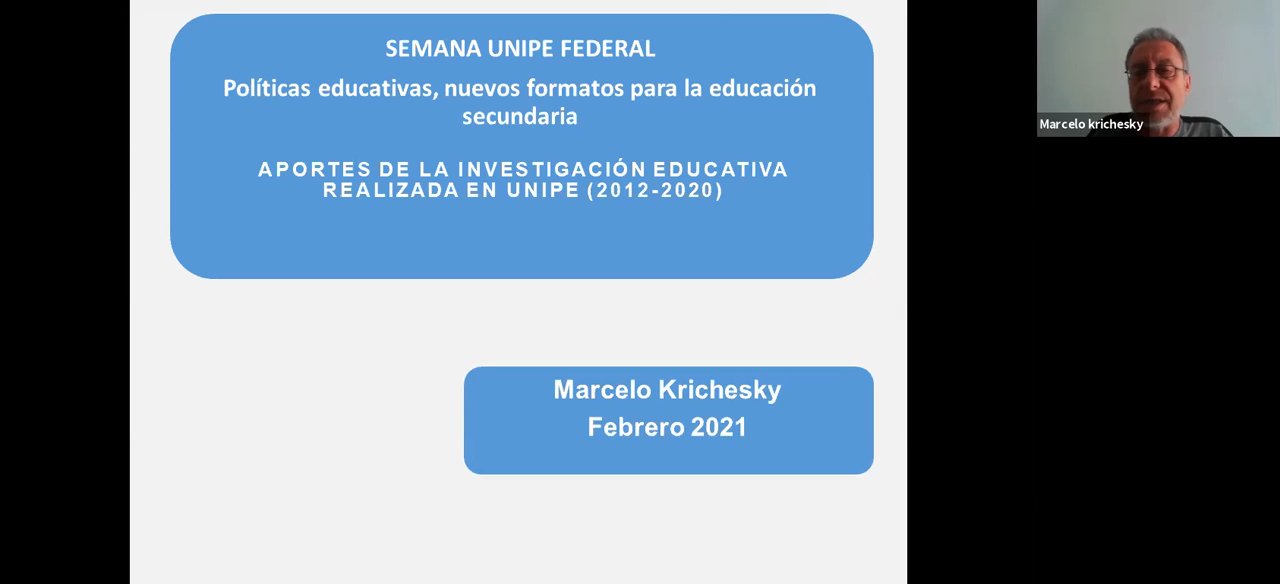 SEMANA UNIPE FEDERAL
Políticas educativas, nuevos formatos para la educación
secundaria
APORTES DE LA INVESTIGACIÓN EDUCATIVA
REALIZADA EN UNIPE (2012-2020)
Marcelo Krichesky
Febrero 2021
Marcelo krichesky